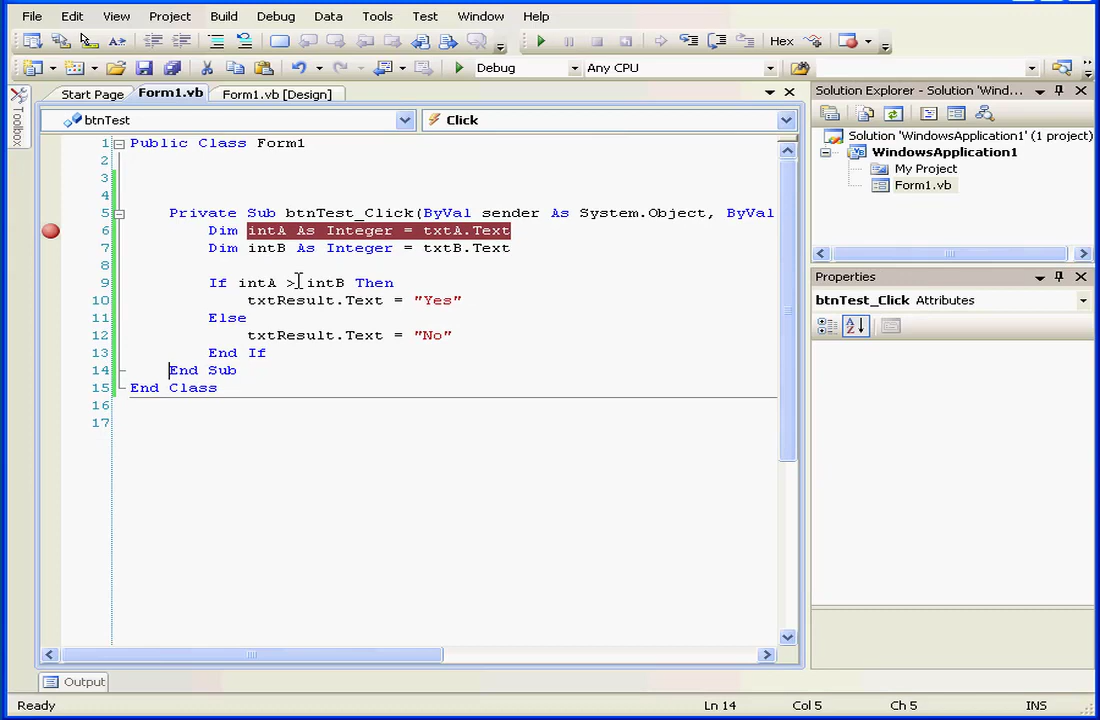 File Edit View Project Build Debug Data Tools Test Window Help
Hex
Debug Any CPU
Toolbox
Start Page Form1.vb Form1.vb [Design]
btnTest Click
1 Public Class Form1
2
3
4
5 Private Sub btnTest_Click(ByVal sender As System.Object, ByVal
6 Dim intA As Integer = txtA.Text
7 Dim intB As Integer = txtB.Text
8
9 If intA > intB Then
10 txtResult.Text = "Yes"
11 Else
12 txtResult.Text = "No"
13 End If
14 End Sub
15 End Class
16
17
Output
Solution Explorer - Solution 'Wind...
Solution 'WindowsApplication1' (1 project)
WindowsApplication1
My Project
Form1.vb
Properties
btnTest_Click Attributes
Ready Ln 14 Col 5 Ch 5 INS